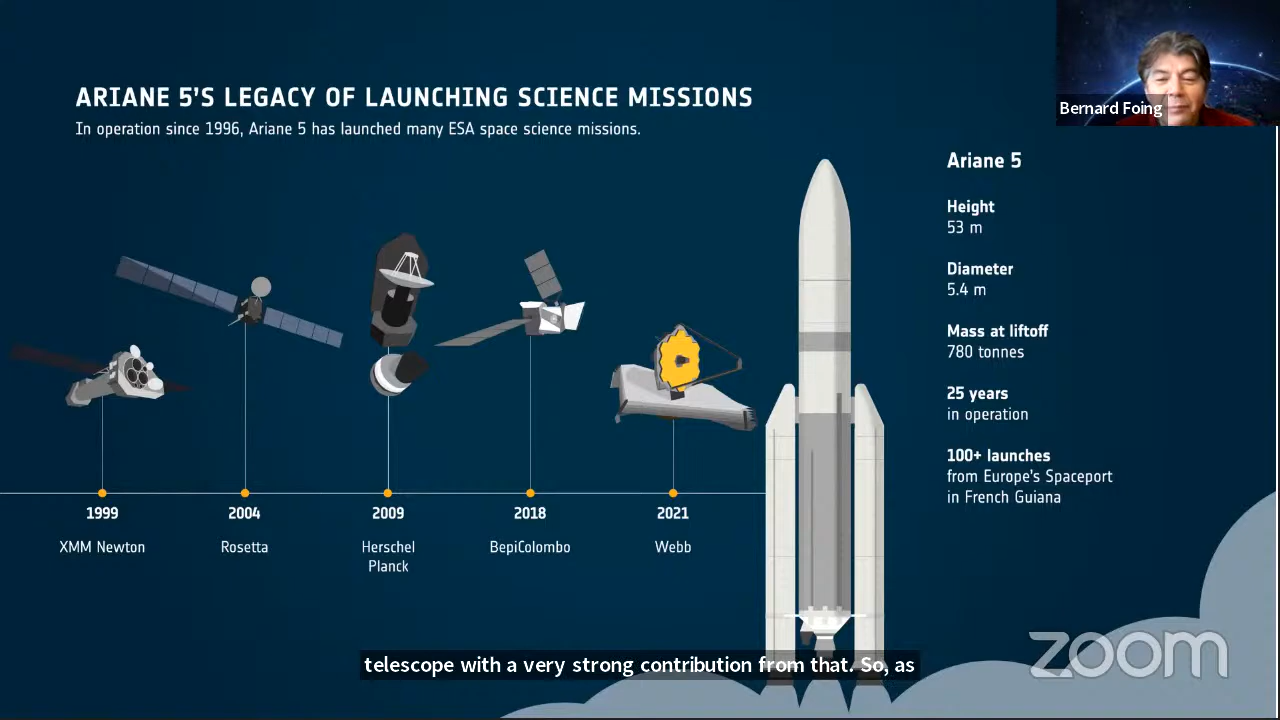 ARIANE 5'S LEGACY OF LAUNCHING SCIENCE MISSIONS
In operation since 1996, Ariane 5 has launched many ESA space science missions.
Bernard Foing
Ariane 5
Height
53 m
Diameter
5.4 m
Mass at liftoff
780 tonnes
25 years
in operation
100+ launches
from Europe's Spaceport
in French Guiana
1999
XMM Newton
2004
Rosetta
2009
Herschel
Planck
2018
BepiColombo
2021
Webb
telescope with a very strong contribution from that. So, as
zoom